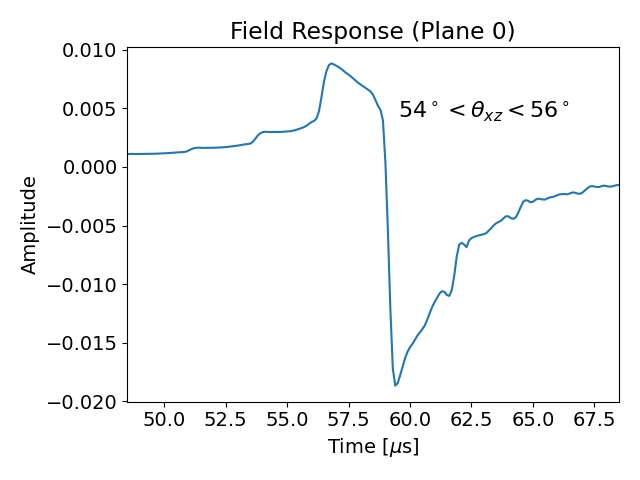 Field Response (Plane 0)
0.010
0.005
0.000
−0.005
−0.010
−0.015
−0.020
Amplitude
54° < θxz < 56°
50.0 52.5 55.0 57.5 60.0 62.5 65.0 67.5
Time [μs]